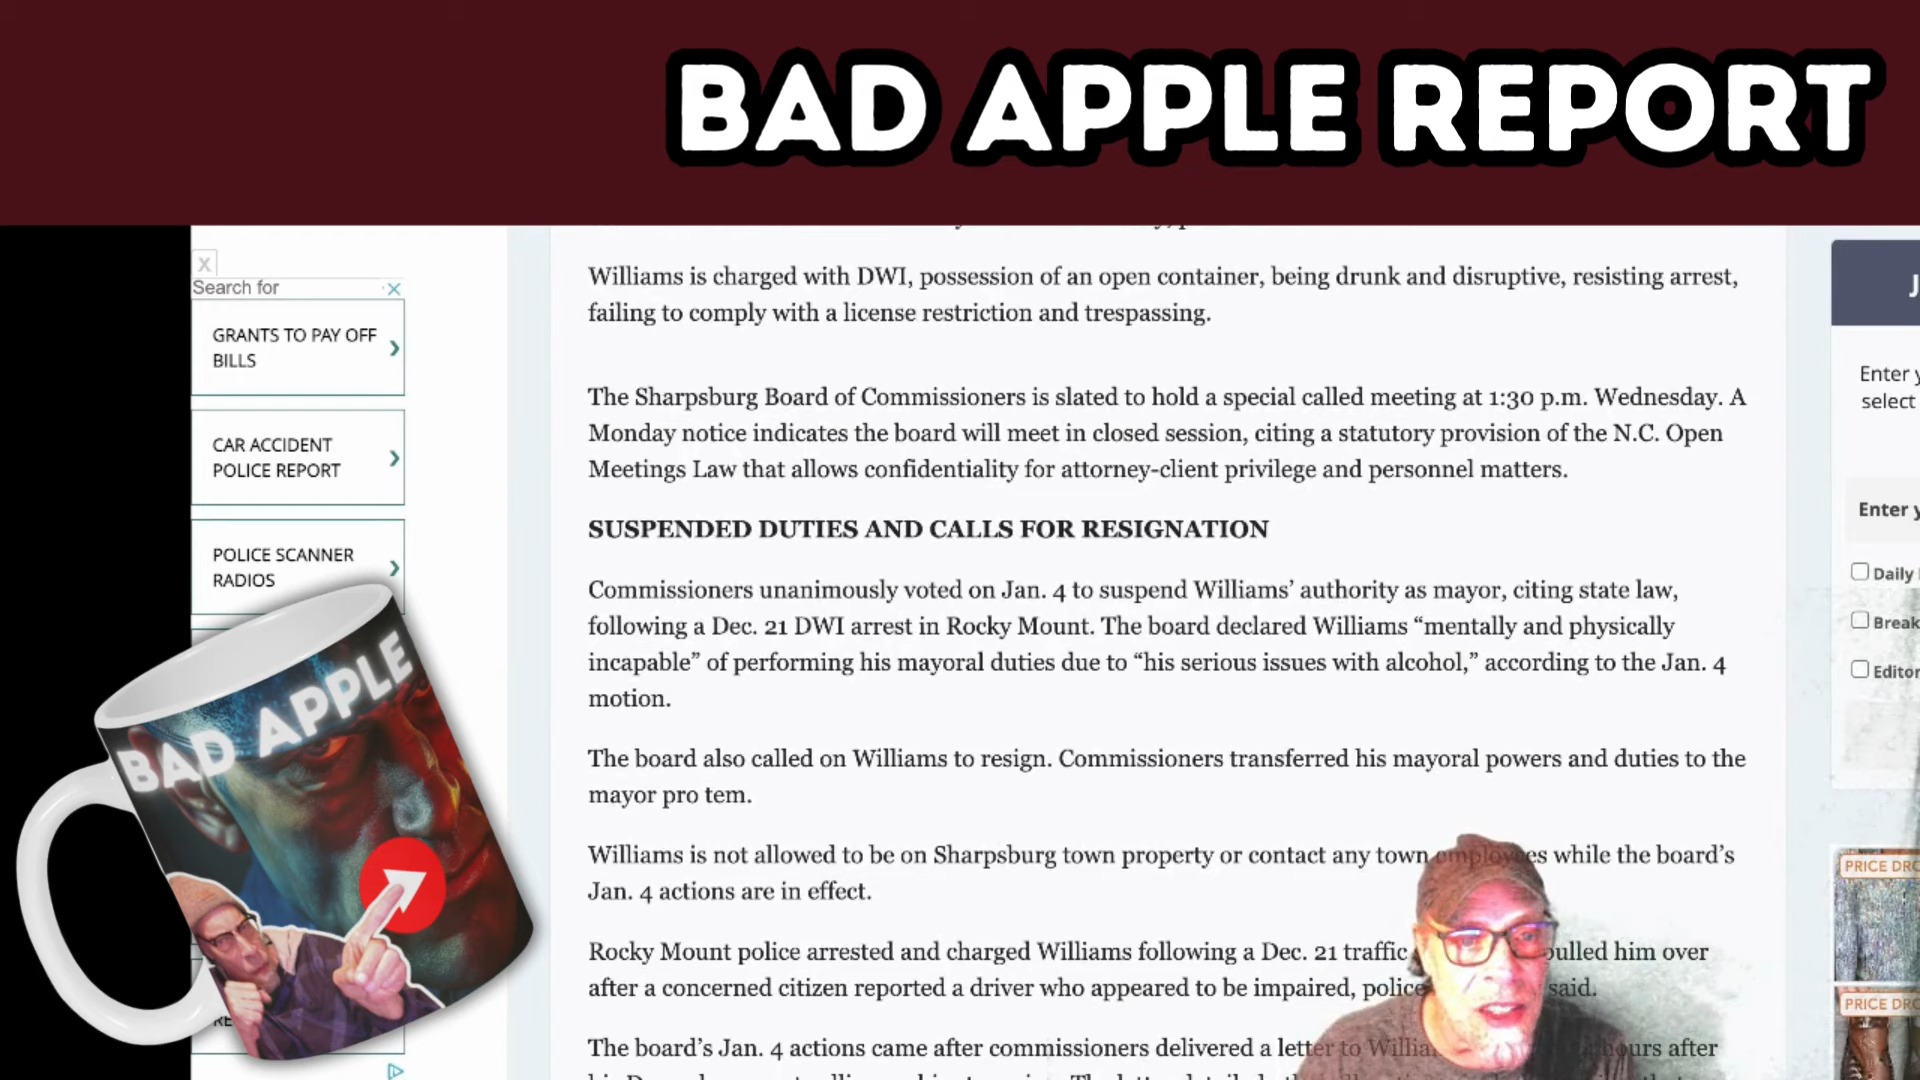 BAD APPLE REPORT
X
Search for
GRANTS TO PAY OFF
BILLS
CAR ACCIDENT
POLICE REPORT
POLICE SCANNER
RADIOS
RE
BAD APPLE
Williams is charged with DWI, possession of an open container, being drunk and disruptive, resisting arrest,
failing to comply with a license restriction and trespassing.
The Sharpsburg Board of Commissioners is slated to hold a special called meeting at 1:30 p.m. Wednesday. A
Monday notice indicates the board will meet in closed session, citing a statutory provision of the N.C. Open
Meetings Law that allows confidentiality for attorney-client privilege and personnel matters.
SUSPENDED DUTIES AND CALLS FOR RESIGNATION
Commissioners unanimously voted on Jan. 4 to suspend Williams’ authority as mayor, citing state law,
following a Dec. 21 DWI arrest in Rocky Mount. The board declared Williams “mentally and physically
incapable” of performing his mayoral duties due to “his serious issues with alcohol,” according to the Jan. 4
motion.
The board also called on Williams to resign. Commissioners transferred his mayoral powers and duties to the
mayor pro tem.
Williams is not allowed to be on Sharpsburg town property or contact any town employees while the board’s
Jan. 4 actions are in effect.
Rocky Mount police arrested and charged Williams following a Dec. 21 traffic pulled him over
after a concerned citizen reported a driver who appeared to be impaired, police said.
The board’s Jan. 4 actions came after commissioners delivered a letter to Willia hours after
J
Enter y
select
Enter y
Daily
Break
Editor
PRICE DRO
PRICE DRO